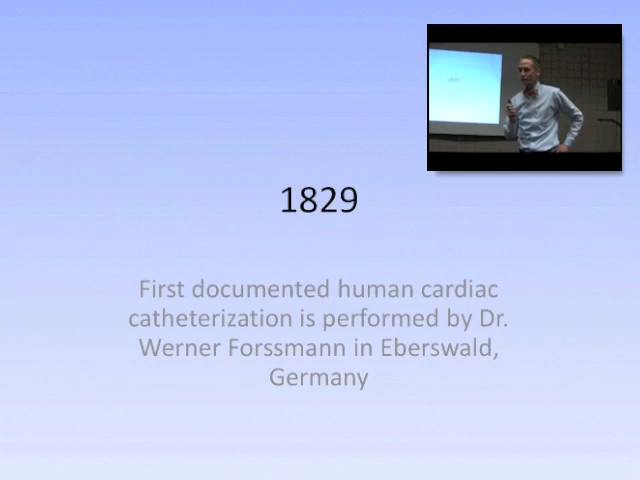 1829
First documented human cardiac
catheterization is performed by Dr.
Werner Forssmann in Eberswald,
Germany